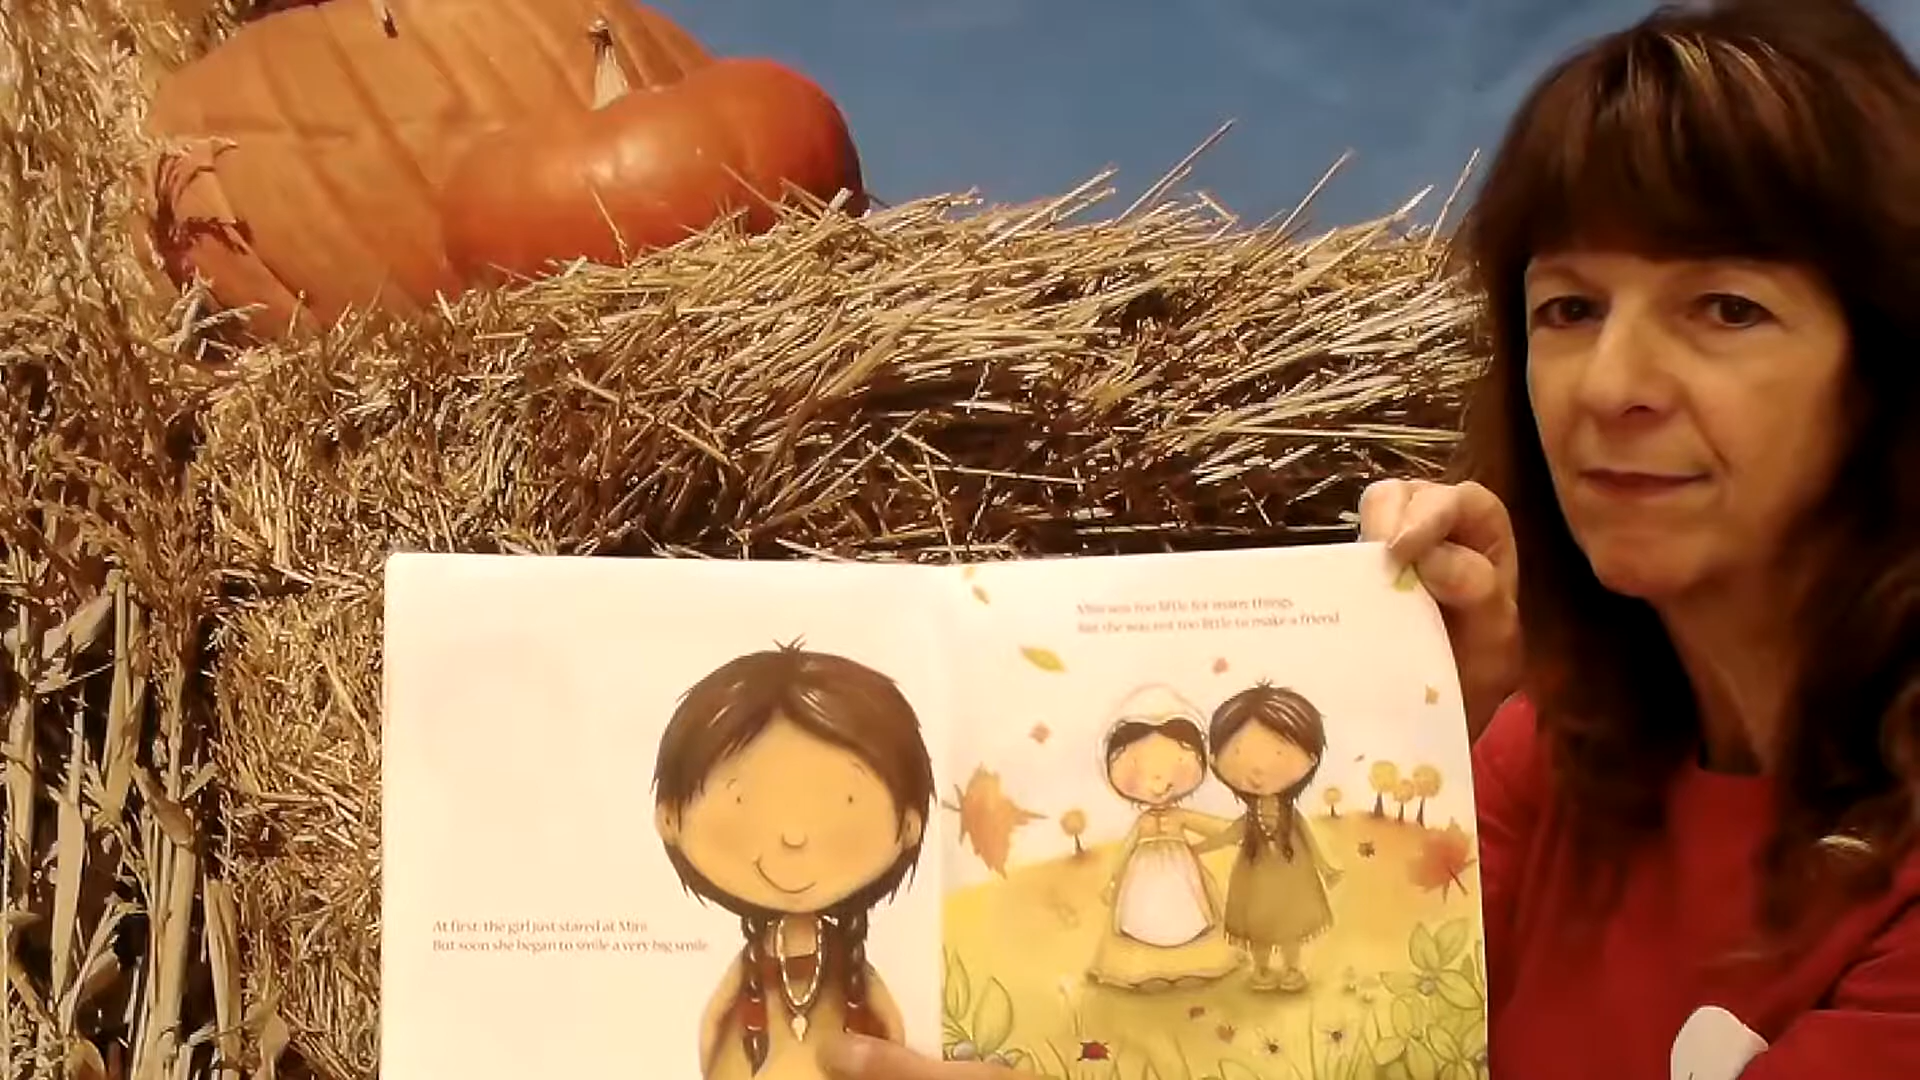 At first, the girl just stared at Mini.
But soon she began to smile a very big smile.
Mini was too little for many things.
But she was not too little to make a friend.